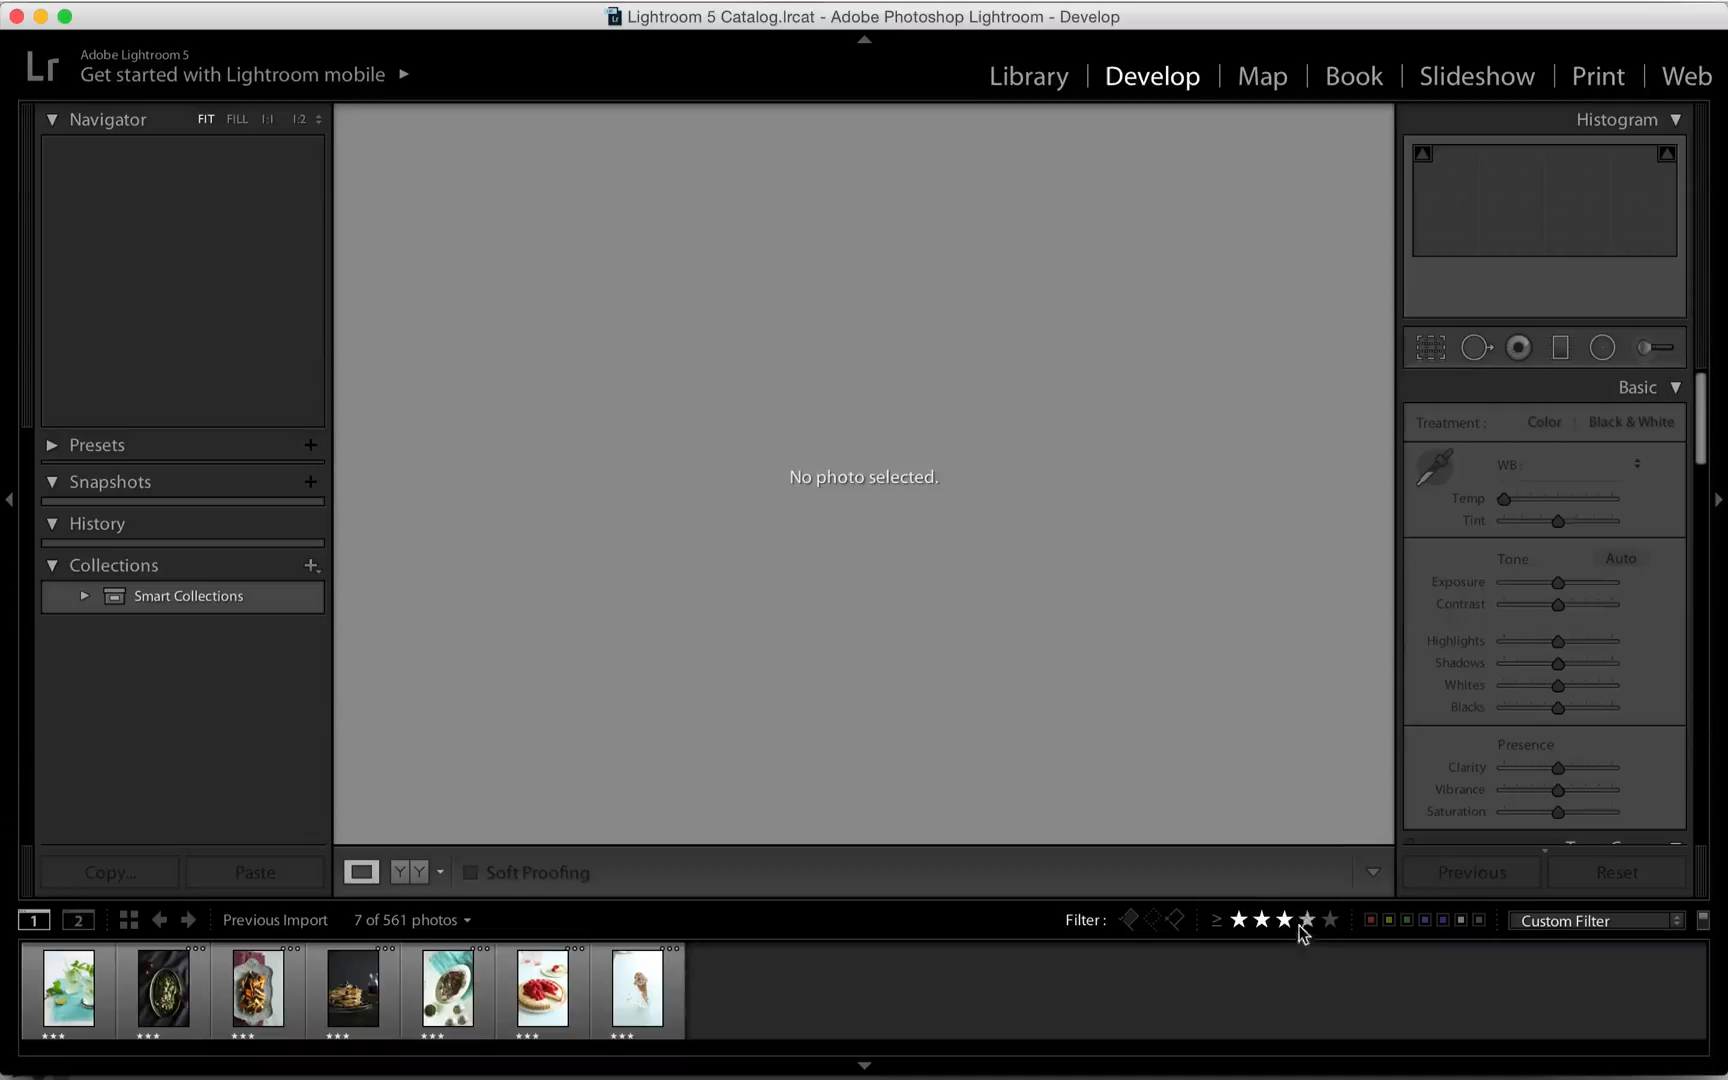 Lightroom 5 Catalog.lrcat - Adobe Photoshop Lightroom - Develop
Lr
Adobe Lightroom 5
Get started with Lightroom mobile
Library | Develop | Map | Book | Slideshow | Print | Web
Navigator FIT FILL 1:1 1:2
Histogram
Basic
Treatment : Color | Black & White
WB :
Temp
Tint
Tone Auto
Exposure
Contrast
Highlights
Shadows
Whites
Blacks
Presence
Clarity
Vibrance
Saturation
No photo selected.
Presets +
Snapshots +
History
Collections +
Smart Collections
Copy... Paste
YY Soft Proofing
Previous Reset
1 2 Previous Import 7 of 561 photos
Filter : ≥ ★★★★★ Custom Filter
★★★ ★★★ ★★★ ★★★ ★★★ ★★★ ★★★